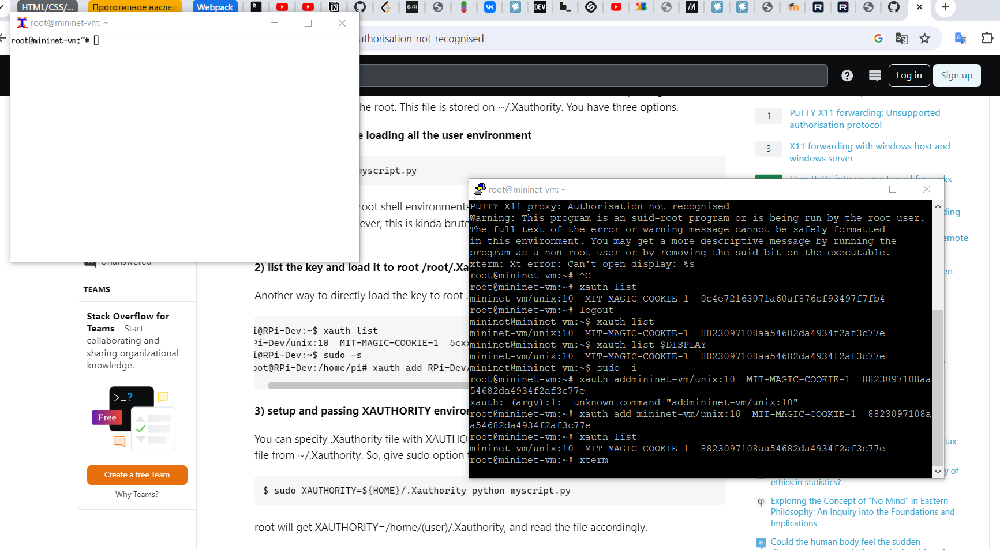 HTML/CSS/...
Прототипное наслед
Webpack
root@mininet-vm: ~
root@mininet-vm:~#
uthorisation-not-recognised
Log in
Sign up
he root. This file is stored on ~/.Xauthority. You have three options.
e loading all the user environment
myscript.py
root shell environments
ever, this is kinda brute
Unanswered
2) list the key and load it to root /root/.Xa
TEAMS
Another way to directly load the key to root .
Stack Overflow for
Teams – Start
collaborating and
sharing organizational
knowledge.
i@RPi-Dev:~$ xauth list
Pi-Dev/unix:10  MIT-MAGIC-COOKIE-1  5cxx
i@RPi-Dev:~$ sudo -s
oot@RPi-Dev:/home/pi# xauth add RPi-Dev/
>_?
Free
3) setup and passing XAUTHORITY environ
You can specify .Xauthority file with XAUTHO
file from ~/.Xauthority. So, give sudo option
Create a free Team
Why Teams?
$ sudo XAUTHORITY=${HOME}/.Xauthority python myscript.py
root will get XAUTHORITY=/home/(user)/.Xauthority, and read the file accordingly.
1
PuTTY X11 forwarding: Unsupported
authorisation protocol
3
X11 forwarding with windows host and
windows server
How Putty into reverse tunnel for socks
ding
emote
en
root@mininet-vm: ~
PuTTY X11 proxy: Authorisation not recognised
Warning: This program is an suid-root program or is being run by the root user.
The full text of the error or warning message cannot be safely formatted
in this environment. You may get a more descriptive message by running the
program as a non-root user or by removing the suid bit on the executable.
xterm: Xt error: Can't open display: %s
root@mininet-vm:~# ^C
root@mininet-vm:~# xauth list
mininet-vm/unix:10  MIT-MAGIC-COOKIE-1  0c4e72163071a60af876cf93497f7fb4
root@mininet-vm:~# logout
mininet@mininet-vm:~$ xauth list
mininet-vm/unix:10  MIT-MAGIC-COOKIE-1  8823097108aa54682da4934f2af3c77e
mininet@mininet-vm:~$ xauth list $DISPLAY
mininet-vm/unix:10  MIT-MAGIC-COOKIE-1  8823097108aa54682da4934f2af3c77e
mininet@mininet-vm:~$ sudo -i
root@mininet-vm:~# xauth addmininet-vm/unix:10  MIT-MAGIC-COOKIE-1  8823097108aa
54682da4934f2af3c77e
xauth: (argv):1:  unknown command "addmininet-vm/unix:10"
root@mininet-vm:~# xauth add mininet-vm/unix:10  MIT-MAGIC-COOKIE-1  8823097108a
a54682da4934f2af3c77e
root@mininet-vm:~# xauth list
mininet-vm/unix:10  MIT-MAGIC-COOKIE-1  8823097108aa54682da4934f2af3c77e
root@mininet-vm:~# xterm
tax
y of
ethics in statistics?
Exploring the Concept of "No Mind" in Eastern
Philosophy: An Inquiry into the Foundations and
Implications
Could the human body feel the sudden